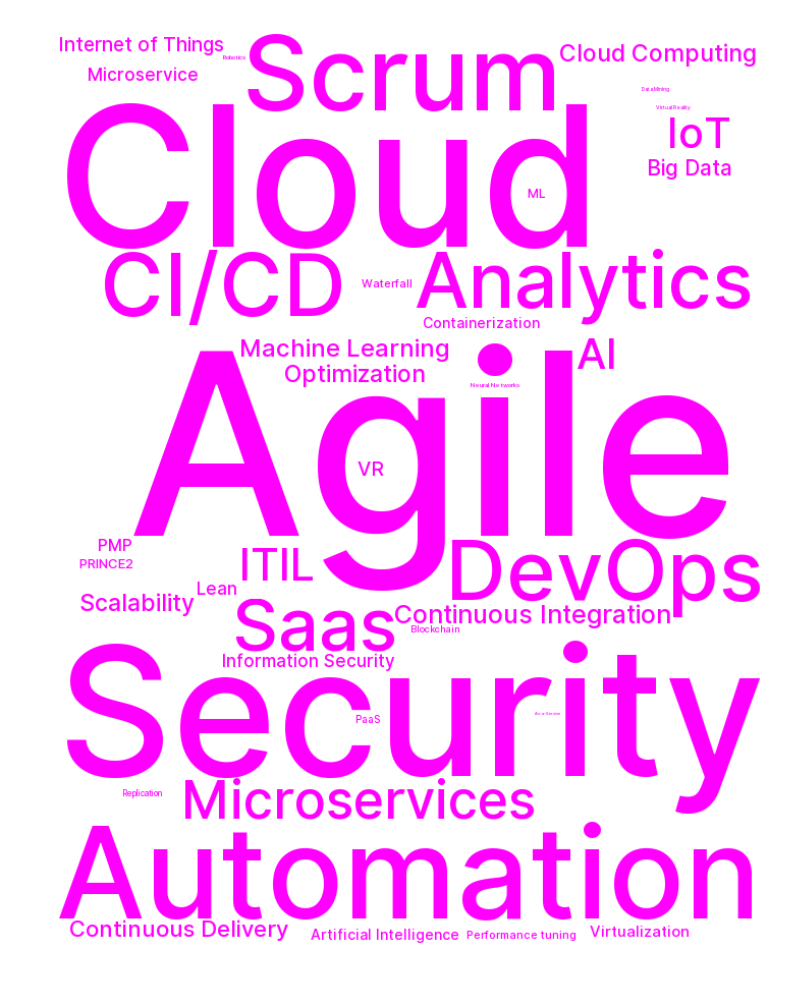 Internet of Things
Robotics
Scrum
Cloud Computing
Microservice
Data Mining
Virtual Reality
Cloud
IoT
ML
Big Data
CI/CD
Waterfall
Analytics
Containerization
Machine Learning
AI
Optimization
Neural Networks
Agile
VR
PMP
PRINCE2
ITIL
DevOps
Lean
Scalability
Saas
Continuous Integration
Blockchain
Information Security
Security
PaaS
Replication
Microservices
Automation
Continuous Delivery
Artificial Intelligence
Performance tuning
Virtualization